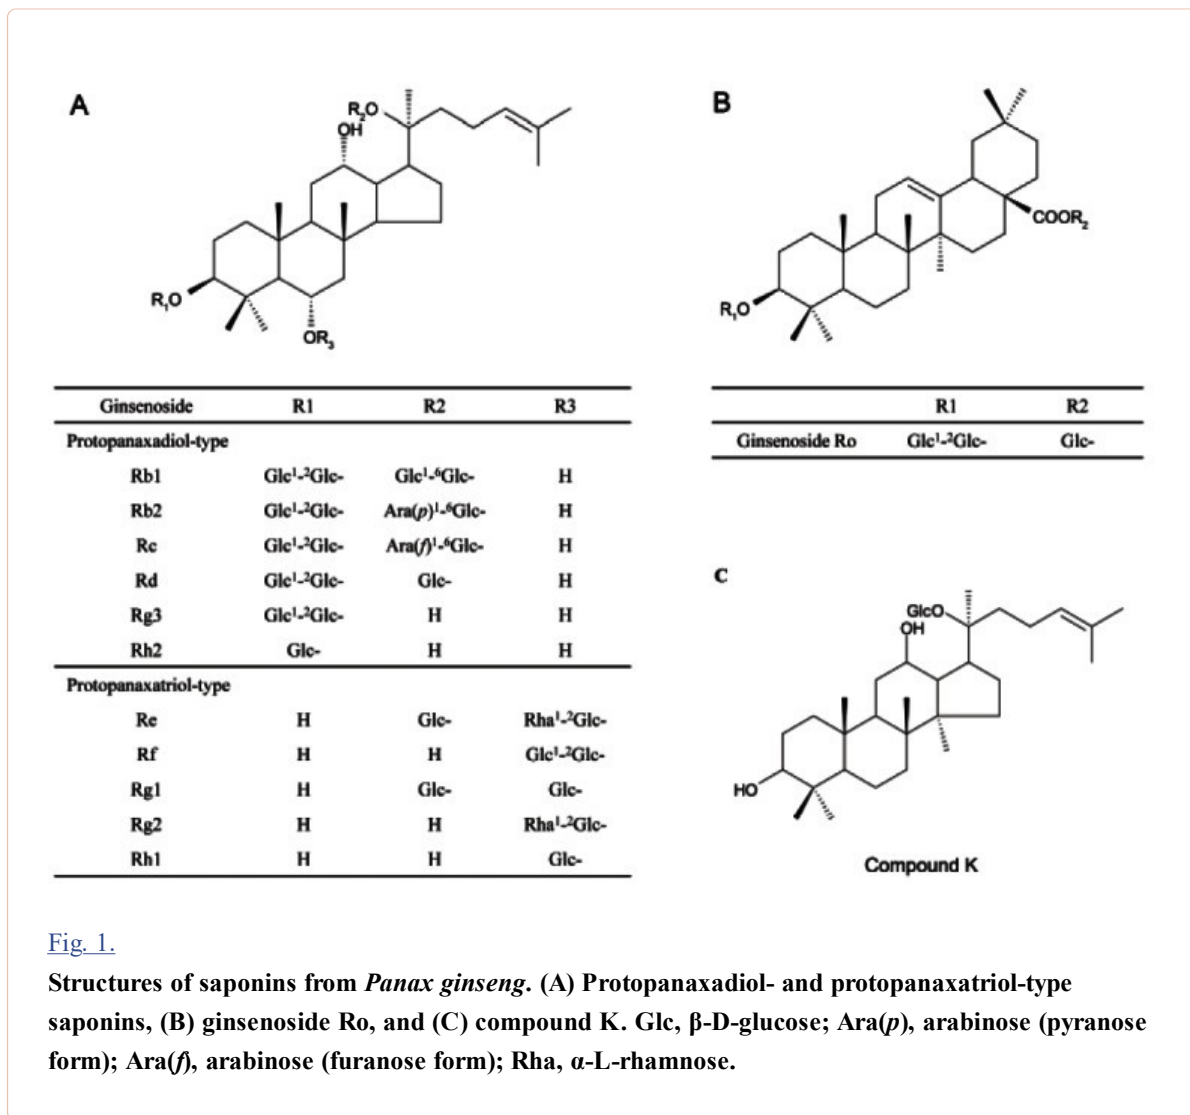 A
R₂O
OH
R₁O
OR₃
Ginsenoside R1 R2 R3
Protopanaxadiol-type
Rb1 Glc¹-²Glc- Glc¹-⁶Glc- H
Rb2 Glc¹-²Glc- Ara(p)¹-⁶Glc- H
Rc Glc¹-²Glc- Ara(f)¹-⁶Glc- H
Rd Glc¹-²Glc- Glc- H
Rg3 Glc¹-²Glc- H H
Rh2 Glc- H H
Protopanaxatriol-type
Re H Glc- Rha¹-²Glc-
Rf H H Glc¹-²Glc-
Rg1 H Glc- Glc-
Rg2 H H Rha¹-²Glc-
Rh1 H H Glc-
B
COOR₂
R₁O
R1 R2
Ginsenoside Ro Glc¹-²Glc- Glc-
C
GlcO
OH
HO
Compound K
Fig. 1.
Structures of saponins from Panax ginseng. (A) Protopanaxadiol- and protopanaxatriol-type
saponins, (B) ginsenoside Ro, and (C) compound K. Glc, β-D-glucose; Ara(p), arabinose (pyranose
form); Ara(f), arabinose (furanose form); Rha, α-L-rhamnose.